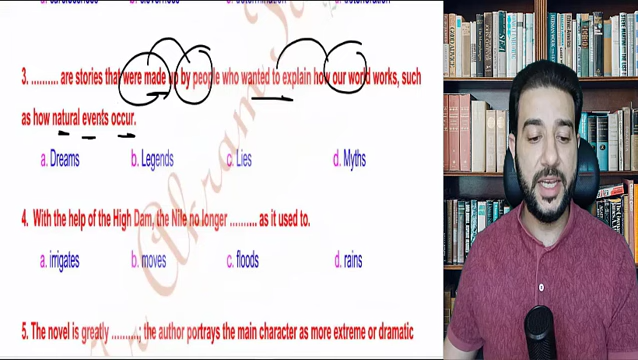 3. .......... are stories that were made up by people who wanted to explain how our world works, such
as how natural events occur.
a. Dreams b. Legends c. Lies d. Myths
4. With the help of the High Dam, the Nile no longer .......... as it used to.
a. irrigates b. moves c. floods d. rains
5. The novel is greatly ..........; the author portrays the main character as more extreme or dramatic